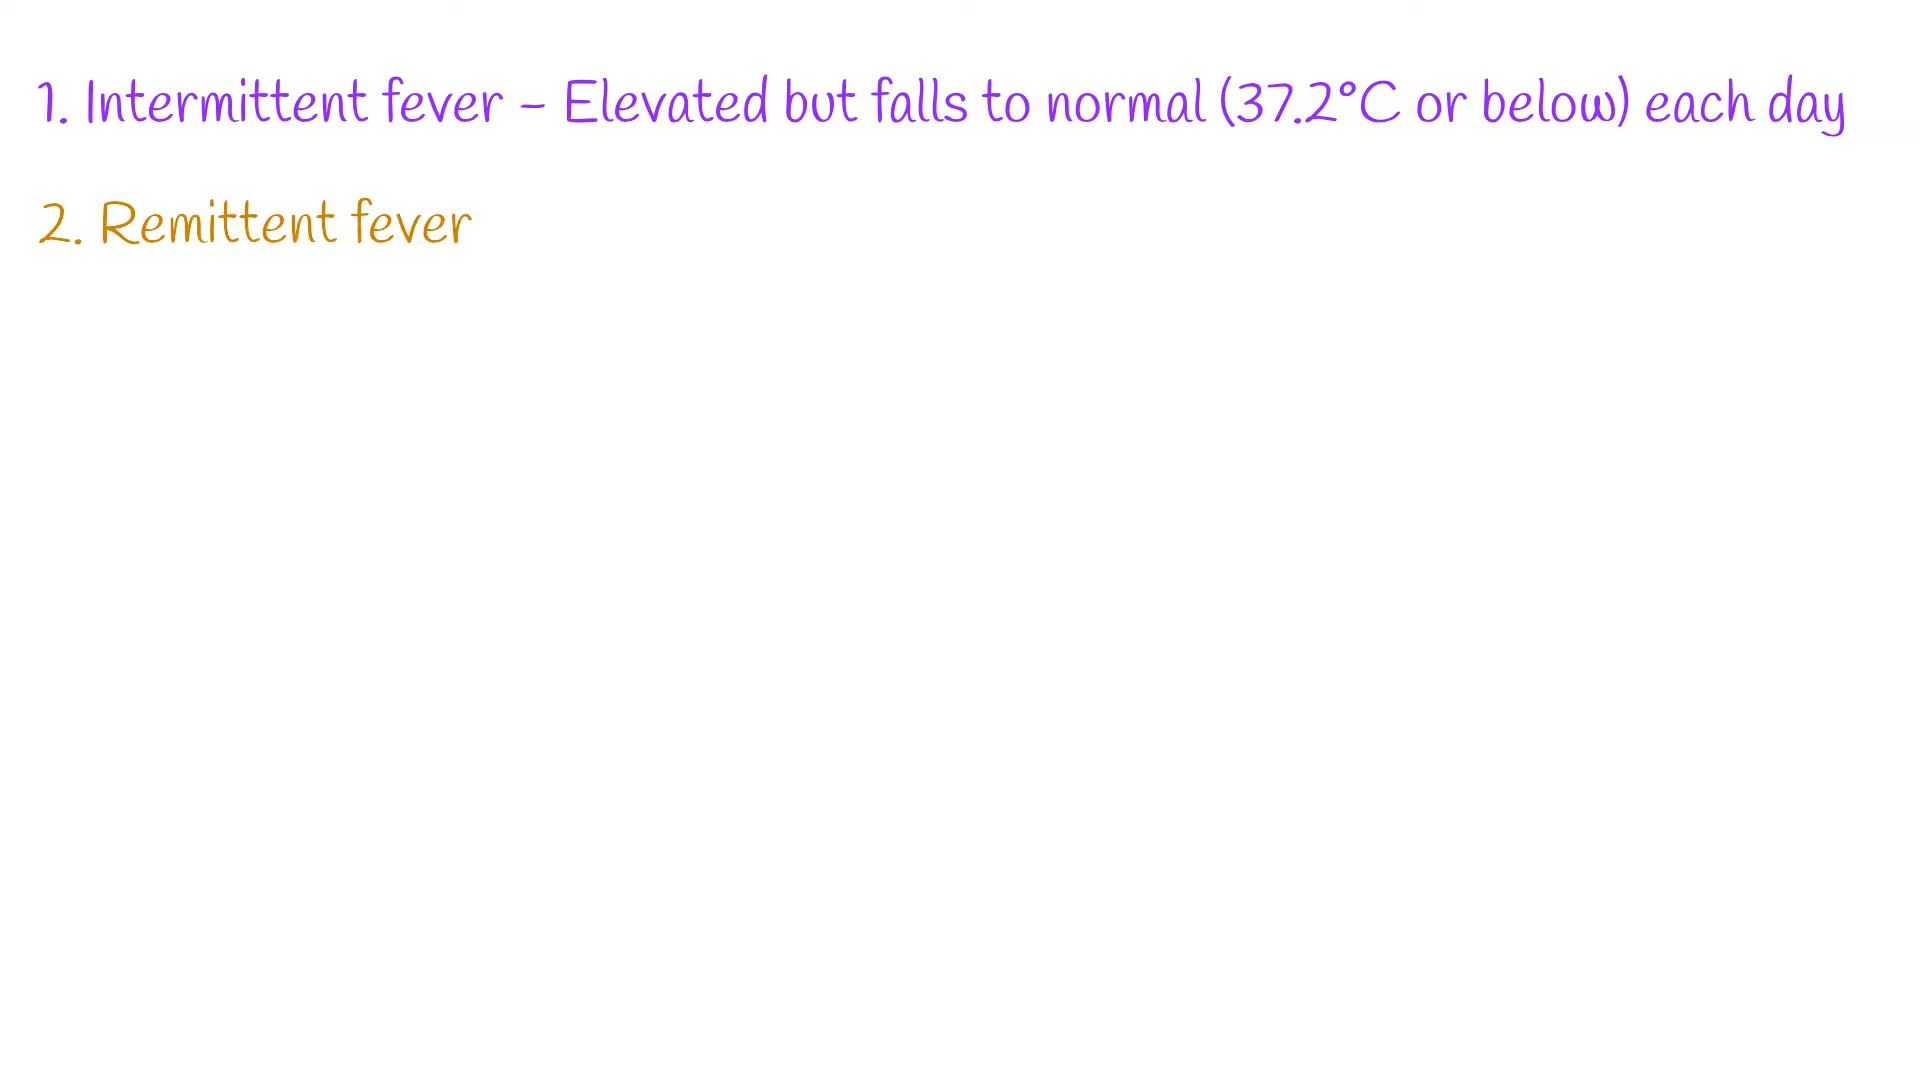 1. Intermittent fever – Elevated but falls to normal (37.2°C or below) each day
2. Remittent fever